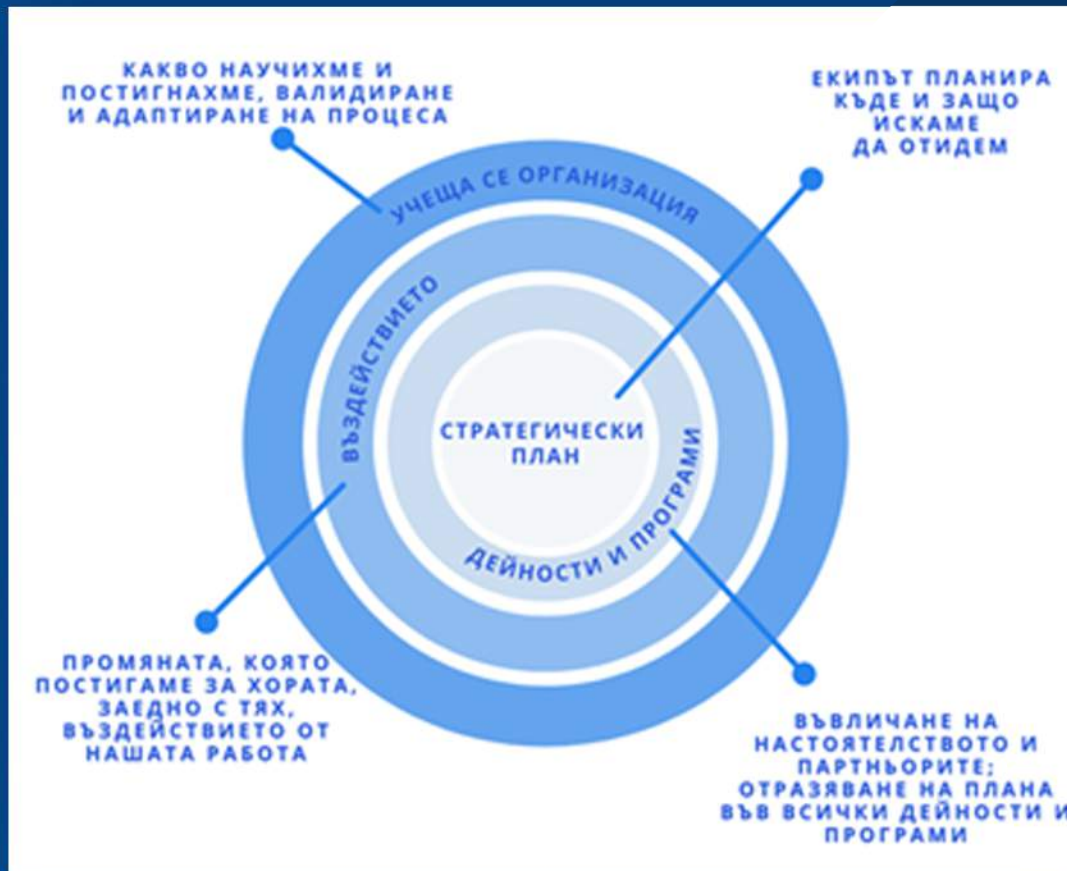 КАКВО НАУЧИХМЕ И
ПОСТИГНАХМЕ, ВАЛИДИРАНЕ
И АДАПТИРАНЕ НА ПРОЦЕСА
ЕКИПЪТ ПЛАНИРА
КЪДЕ И ЗАЩО
ИСКАМЕ
ДА ОТИДЕМ
УЧЕЩА СЕ ОРГАНИЗАЦИЯ
ВЪЗДЕЙСТВИЕТО
СТРАТЕГИЧЕСКИ
ПЛАН
ДЕЙНОСТИ И ПРОГРАМИ
ПРОМЯНАТА, КОЯТО
ПОСТИГАМЕ ЗА ХОРАТА,
ЗАЕДНО С ТЯХ,
ВЪЗДЕЙСТВИЕТО ОТ
НАШАТА РАБОТА
ВЪВЛИЧАНЕ НА
НАСТОЯТЕЛСТВОТО И
ПАРТНЬОРИТЕ;
ОТРАЗЯВАНЕ НА ПЛАНА
ВЪВ ВСИЧКИ ДЕЙНОСТИ И
ПРОГРАМИ